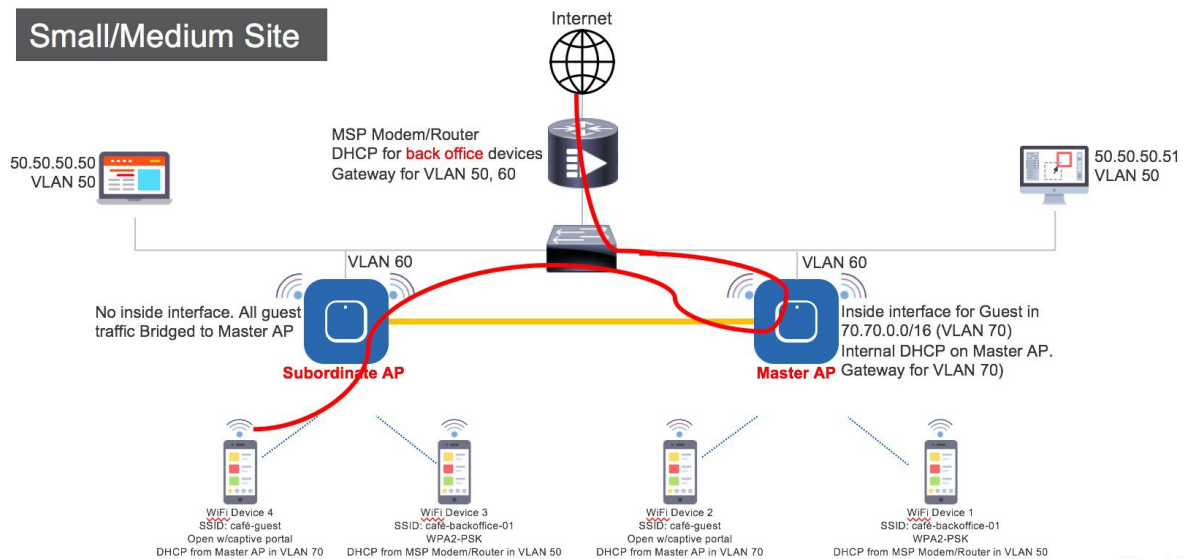 Small/Medium Site
Internet
MSP Modem/Router
DHCP for back office devices
Gateway for VLAN 50, 60
50.50.50.50
VLAN 50
50.50.50.51
VLAN 50
VLAN 60
VLAN 60
No inside interface. All guest
traffic Bridged to Master AP
Inside interface for Guest in
70.70.0.0/16 (VLAN 70)
Internal DHCP on Master AP.
Gateway for VLAN 70)
Subordinate AP
Master AP
WiFi Device 4
SSID: café-guest
Open w/captive portal
DHCP from Master AP in VLAN 70
WiFi Device 3
SSID: café-backoffice-01
WPA2-PSK
DHCP from MSP Modem/Router in VLAN 50
WiFi Device 2
SSID: café-guest
Open w/captive portal
DHCP from Master AP in VLAN 70
WiFi Device 1
SSID: café-backoffice-01
WPA2-PSK
DHCP from MSP Modem/Router in VLAN 50